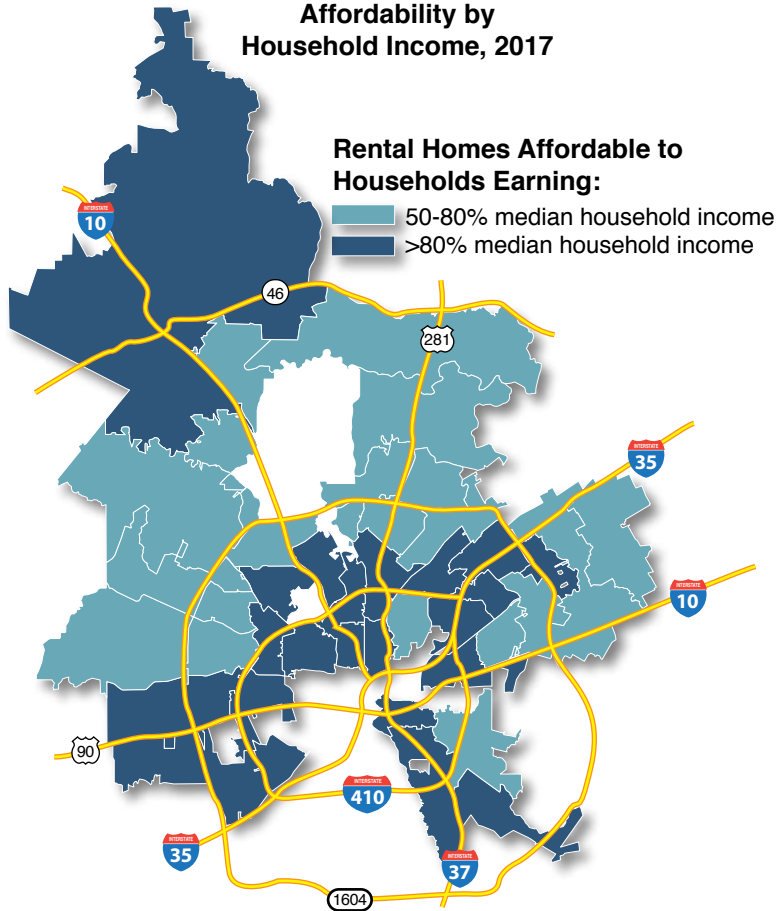 Affordability by
Household Income, 2017
Rental Homes Affordable to
Households Earning:
50-80% median household income
>80% median household income
INTERSTATE
10
46
281
INTERSTATE
35
INTERSTATE
10
90
INTERSTATE
410
INTERSTATE
35
INTERSTATE
37
1604